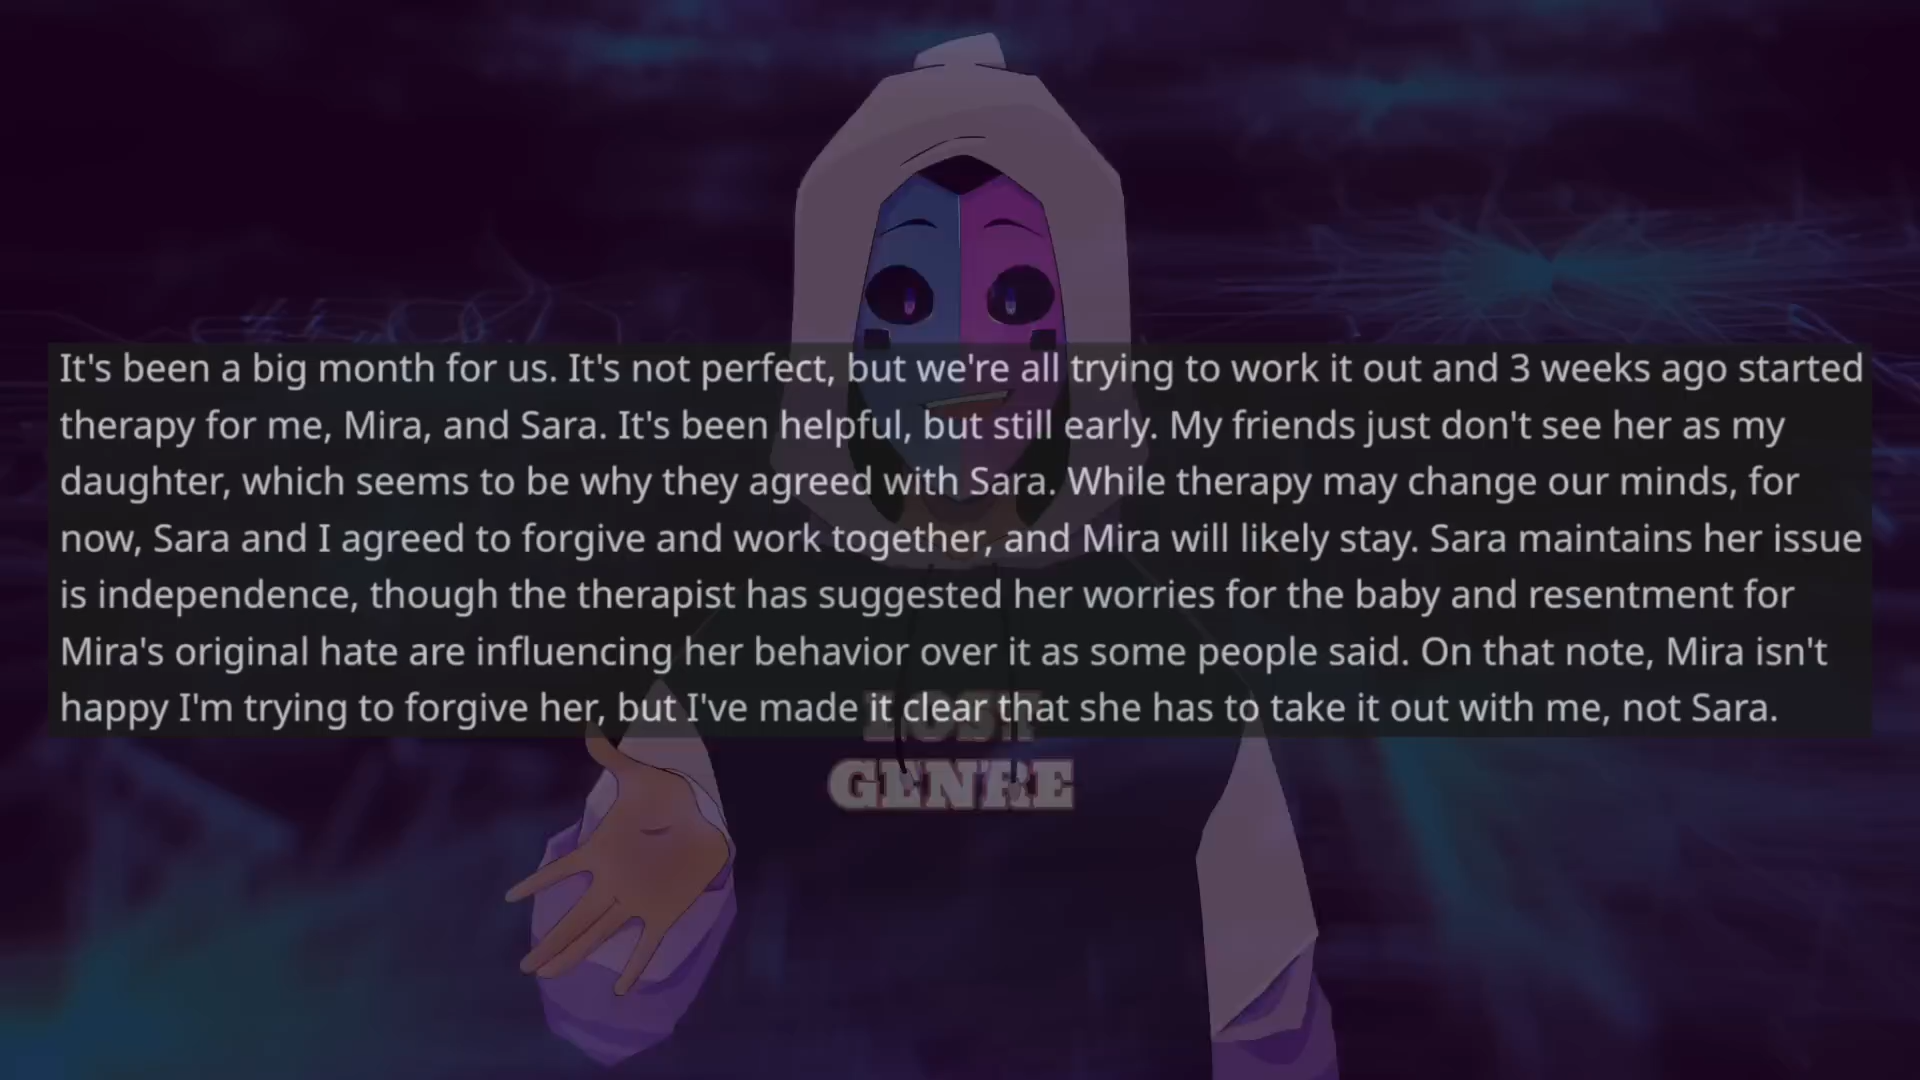 It's been a big month for us. It's not perfect, but we're all trying to work it out and 3 weeks ago started
therapy for me, Mira, and Sara. It's been helpful, but still early. My friends just don't see her as my
daughter, which seems to be why they agreed with Sara. While therapy may change our minds, for
now, Sara and I agreed to forgive and work together, and Mira will likely stay. Sara maintains her issue
is independence, though the therapist has suggested her worries for the baby and resentment for
Mira's original hate are influencing her behavior over it as some people said. On that note, Mira isn't
happy I'm trying to forgive her, but I've made it clear that she has to take it out with me, not Sara.
LOST
GENRE